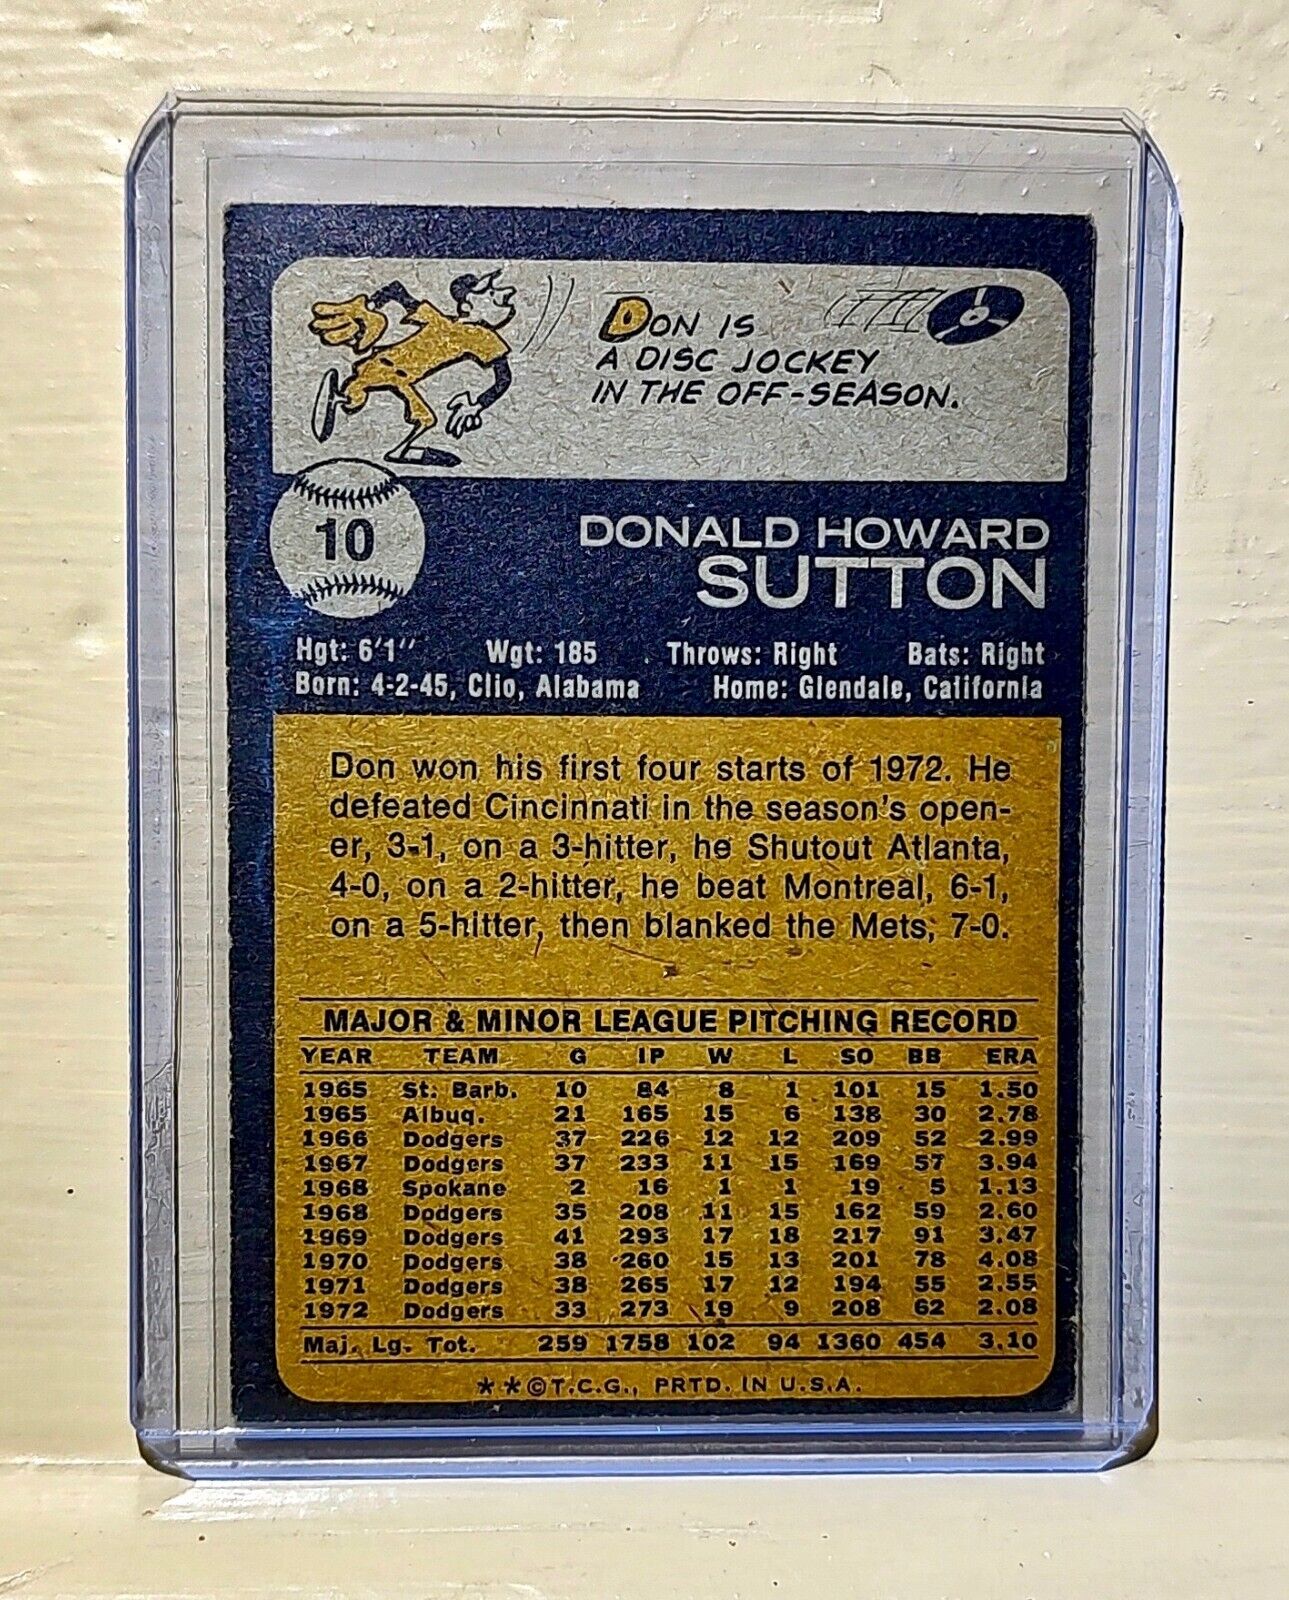 DON IS
A DISC JOCKEY
IN THE OFF-SEASON.
10
DONALD HOWARD
SUTTON
Hgt: 6'1" Wgt: 185 Throws: Right Bats: Right
Born: 4-2-45, Clio, Alabama Home: Glendale, California
Don won his first four starts of 1972. He
defeated Cincinnati in the season's open-
er, 3-1, on a 3-hitter, he Shutout Atlanta,
4-0, on a 2-hitter, he beat Montreal, 6-1,
on a 5-hitter, then blanked the Mets, 7-0.
MAJOR & MINOR LEAGUE PITCHING RECORD
YEAR TEAM G IP W L SO BB ERA
1965 St. Barb. 10 84 8 1 101 15 1.50
1965 Albuq. 21 165 15 6 138 30 2.78
1966 Dodgers 37 226 12 12 209 52 2.99
1967 Dodgers 37 233 11 15 169 57 3.94
1968 Spokane 2 16 1 1 19 5 1.13
1968 Dodgers 35 208 11 15 162 59 2.60
1969 Dodgers 41 293 17 18 217 91 3.47
1970 Dodgers 38 260 15 13 201 78 4.08
1971 Dodgers 38 265 17 12 194 55 2.55
1972 Dodgers 33 273 19 9 208 62 2.08
Maj. Lg. Tot. 259 1758 102 94 1360 454 3.10
**©T.C.G., PRTD. IN U.S.A.